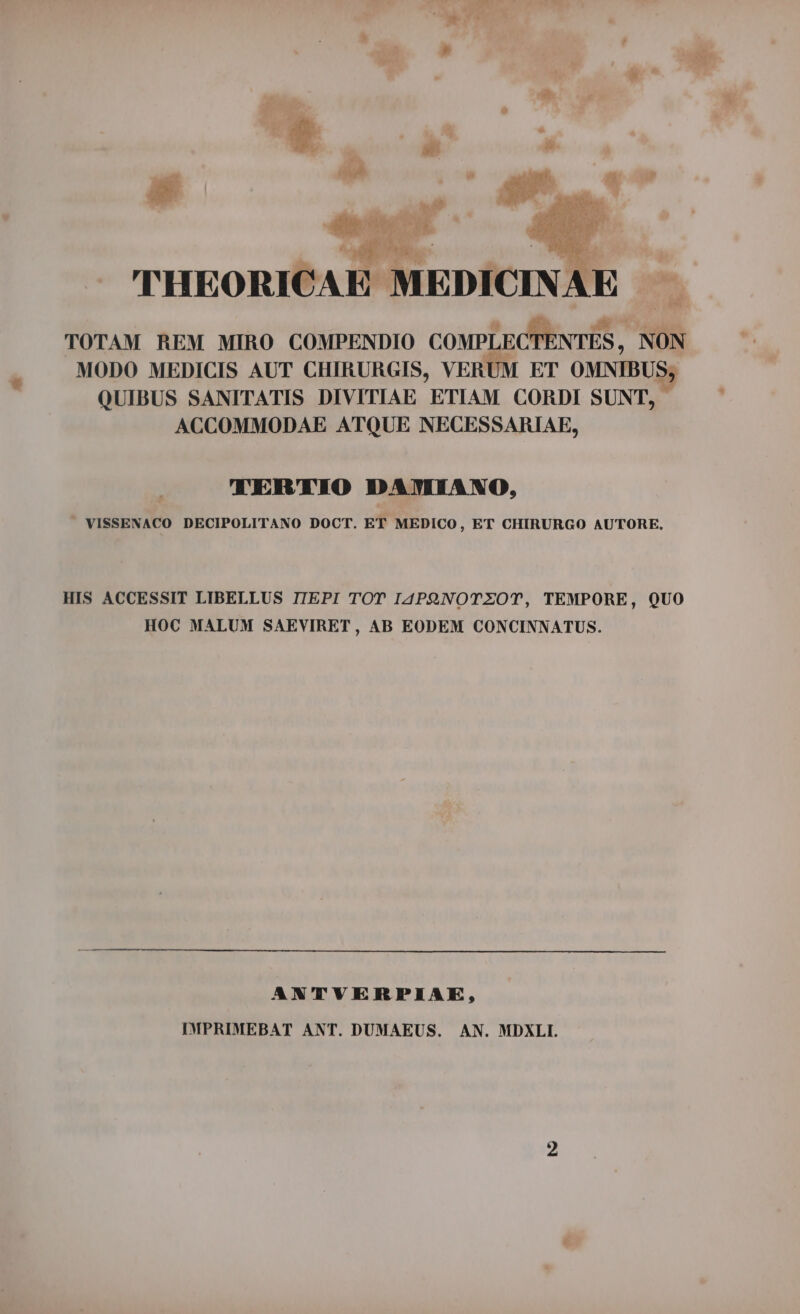 THEORICAE MEDICINAE
TOTAM REM MIRO COMPENDIO COMPLECTENTES, NON
MODO MEDICIS AUT CHIRURGIS, VERUM ET OMNIBUS,
QUIBUS SANITATIS DIVITIAE ETIAM CORDI SUNT,
ACCOMMODAE ATQUE NECESSARIAE,
TERTIO DAMIANO,
VISSENACO DECIPOLITANO DOCT. ET MEDICO, ET CHIRURGO AUTORE.
HIS ACCESSIT LIBELLUS ΠΕΡΙ ΤΟΥ ΙΔΡΩΝΟΥΣΟΥ, TEMPORE, QUO
HOC MALUM SAEVIRET, AB EODEM CONCINNATUS.
ANTVERPIAE,
IMPRIMEBAT ANT. DUMAEUS. AN. MDXLI.
2